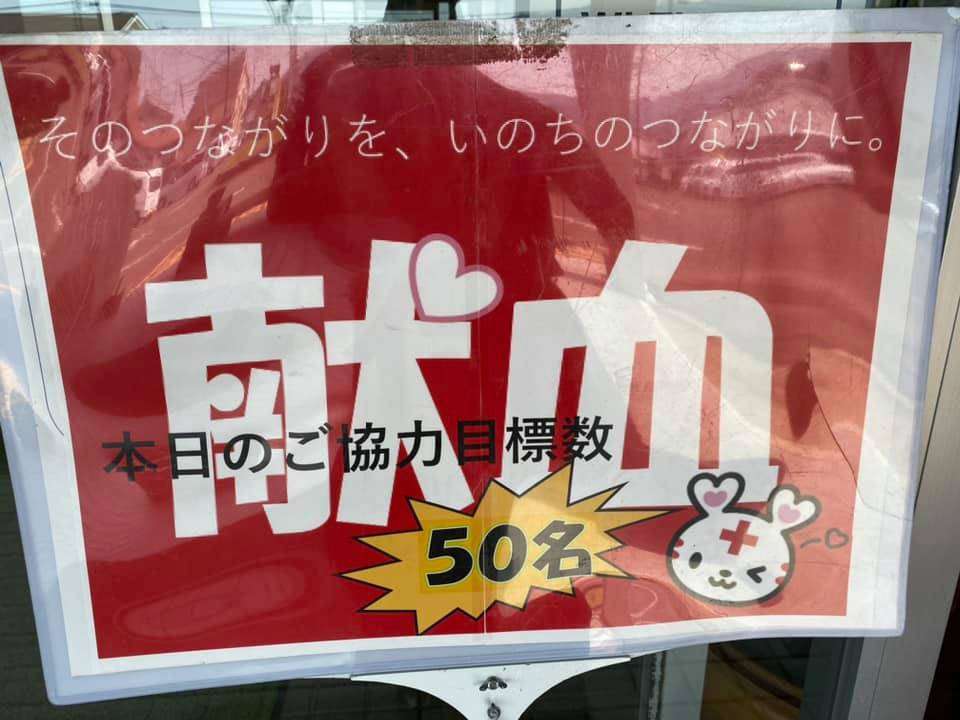 そのつながりを、いのちのつながりに。
献血
本日のご協力目標数
50名